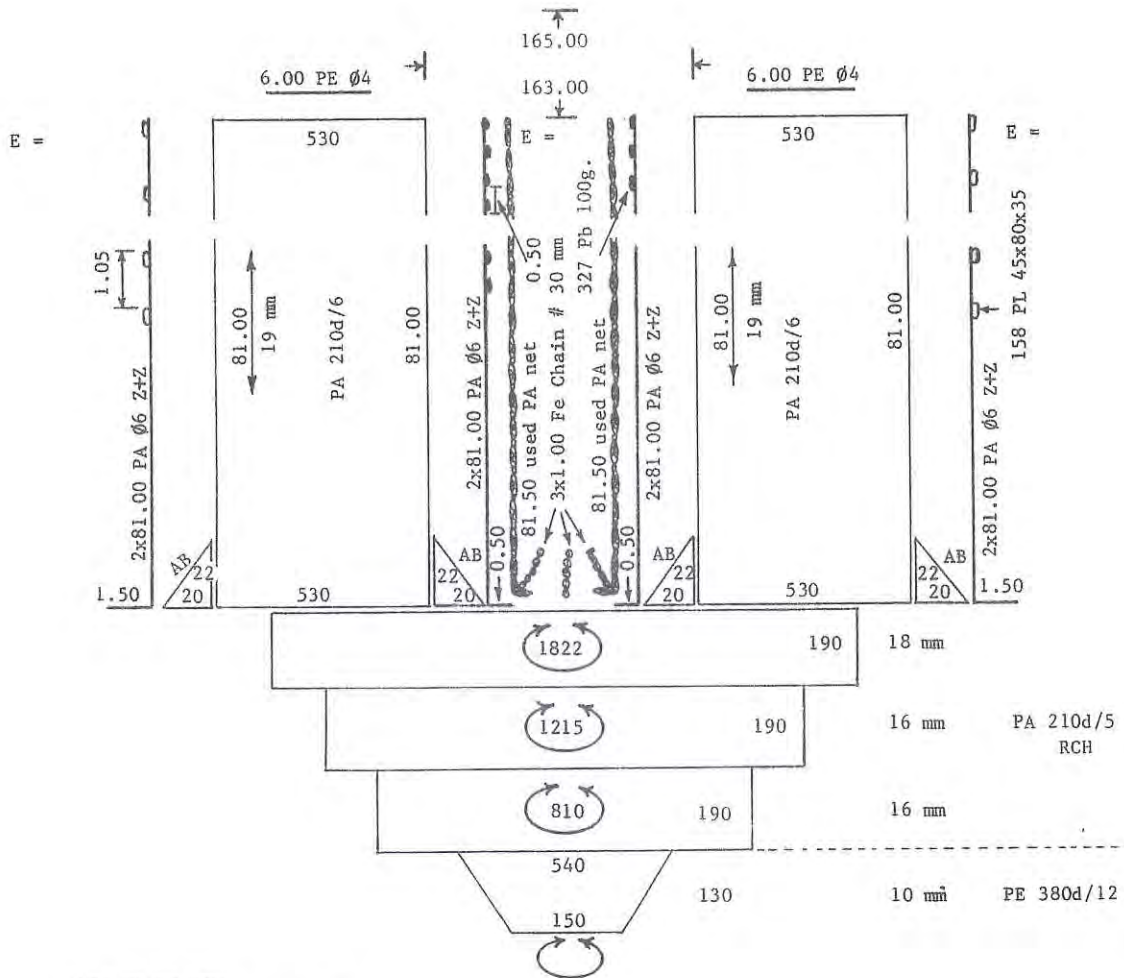 165.00
163.00
6.00 PE Ø4
6.00 PE Ø4
E =
530
E =
530
E =
1.05
2x81.00 PA Ø6 Z+Z
81.00
19 mm
PA 210d/6
81.00
2x81.00 PA Ø6 Z+Z
81.50 used PA net
0.50
3x1.00 Fe Chain # 30 mm
327 Pb 100g.
81.50 used PA net
2x81.00 PA Ø6 Z+Z
81.00
19 mm
PA 210d/6
81.00
2x81.00 PA Ø6 Z+Z
158 PL 45x80x35
1.50
AB
22
20
530
AB
22
20
0.50
0.50
AB
22
20
530
AB
22
20
1.50
1822
190
18 mm
1215
190
16 mm
PA 210d/5
RCH
810
190
16 mm
540
130
10 mm
PE 380d/12
150